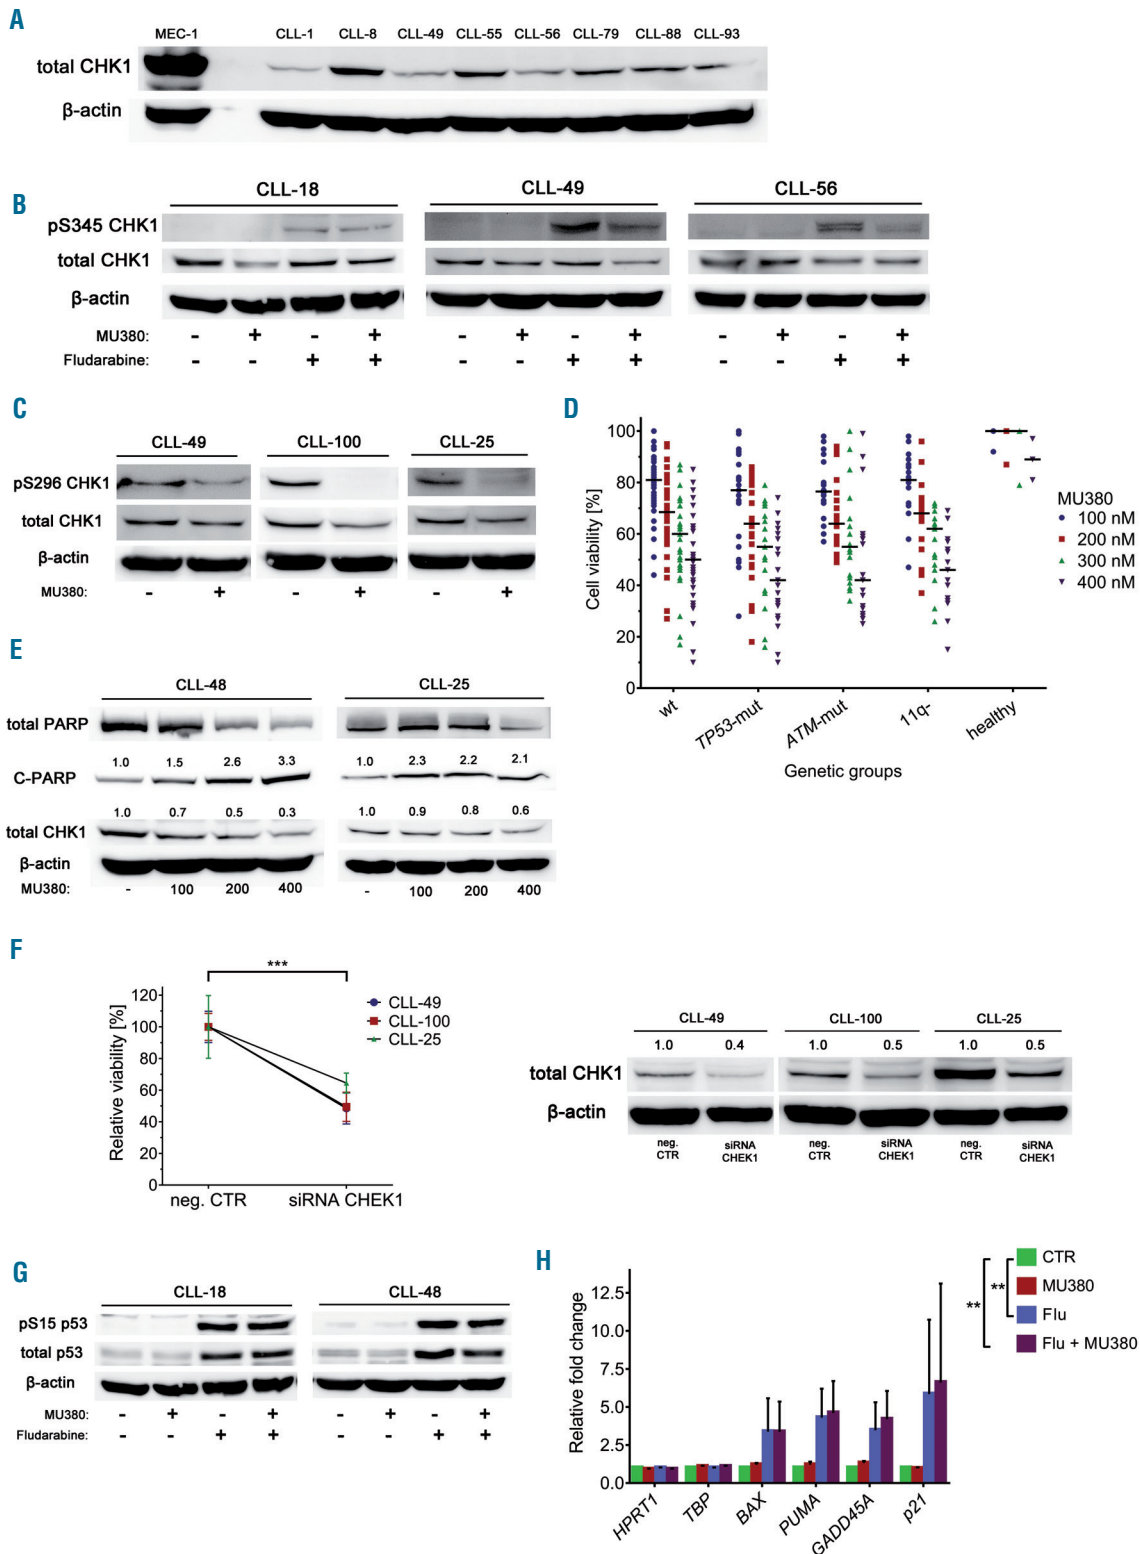 A
MEC-1 CLL-1 CLL-8 CLL-49 CLL-55 CLL-56 CLL-79 CLL-88 CLL-93
total CHK1
β-actin
B
CLL-18 CLL-49 CLL-56
pS345 CHK1
total CHK1
β-actin
MU380: - + - + - + - + - + - +
Fludarabine: - - + + - - + + - - + +
C
CLL-49 CLL-100 CLL-25
pS296 CHK1
total CHK1
β-actin
MU380: - + - + - +
D
Cell viability [%]
100
80
60
40
20
0
wt TP53-mut ATM-mut 11q- healthy
Genetic groups
MU380
100 nM
200 nM
300 nM
400 nM
E
CLL-48 CLL-25
total PARP
1.0 1.5 2.6 3.3 1.0 2.3 2.2 2.1
C-PARP
1.0 0.7 0.5 0.3 1.0 0.9 0.8 0.6
total CHK1
β-actin
MU380: - 100 200 400 - 100 200 400
F
***
Relative viability [%]
120
100
80
60
40
20
0
neg. CTR siRNA CHEK1
CLL-49
CLL-100
CLL-25
CLL-49 CLL-100 CLL-25
1.0 0.4 1.0 0.5 1.0 0.5
total CHK1
β-actin
neg. siRNA neg. siRNA neg. siRNA
CTR CHEK1 CTR CHEK1 CTR CHEK1
G
CLL-18 CLL-48
pS15 p53
total p53
β-actin
MU380: - + - + - + - +
Fludarabine: - - + + - - + +
H
Relative fold change
12.5
10.0
7.5
5.0
2.5
0.0
HPRT1 TBP BAX PUMA GADD45A p21
** **
CTR
MU380
Flu
Flu + MU380